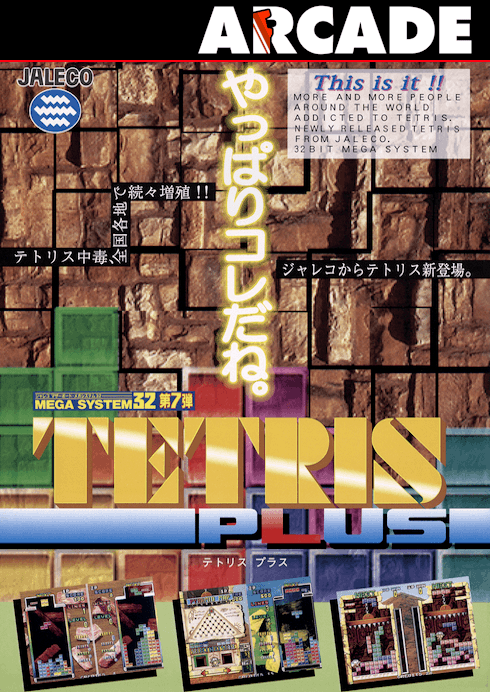 ARCADE
JALECO
This is it !!
MORE AND MORE PEOPLE
AROUND THE WORLD
ADDICTED TO TETRIS.
NEWLY RELEASED TETRIS
FROM JALECO.
32BIT MEGA SYSTEM
やっぱりコレだね。
テトリス中毒、全国各地で続々増殖!!
ジャレコからテトリス新登場。
MEGA SYSTEM32 第7弾
TETRIS
PLUS
テトリス プラス